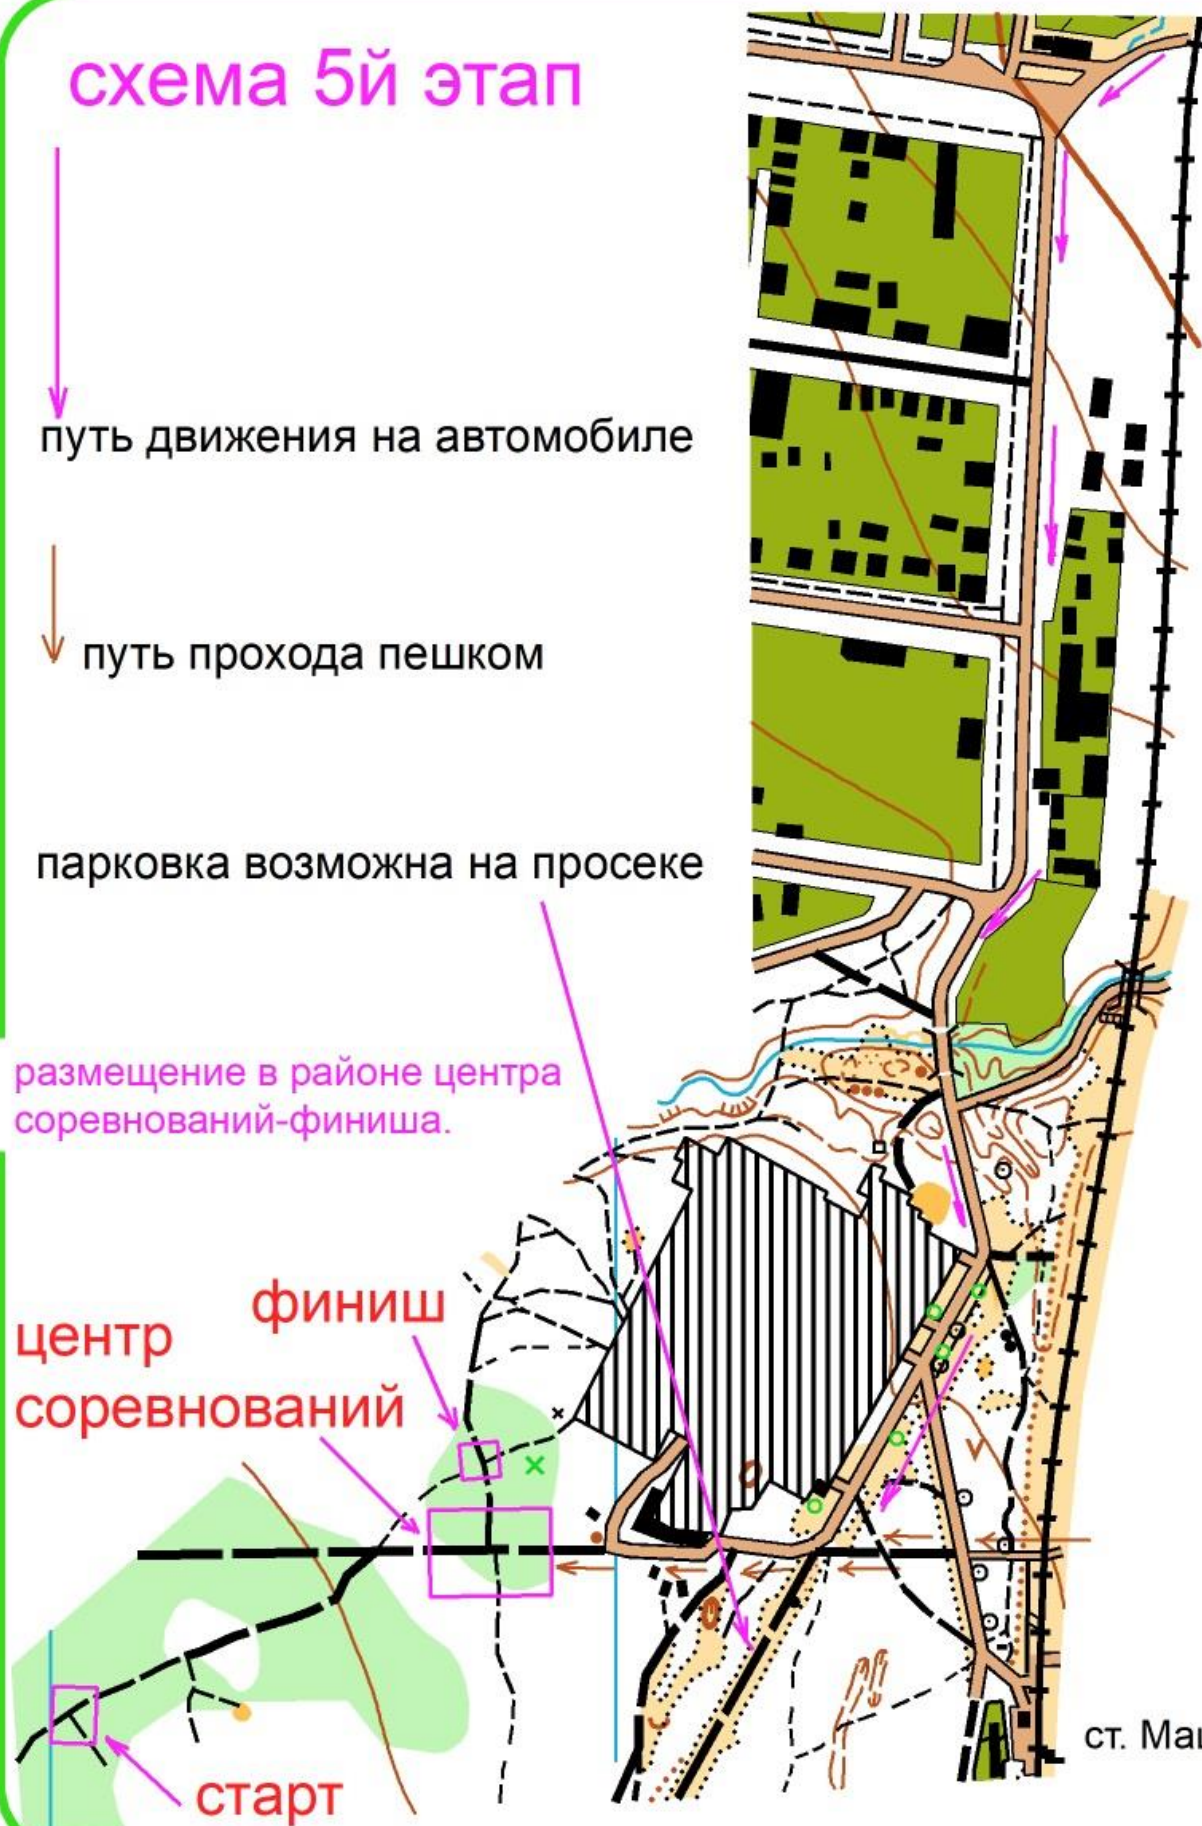 схема 5й этап
путь движения на автомобиле
путь прохода пешком
парковка возможна на просеке
размещение в районе центра
соревнований-финиша.
финиш
центр
соревнований
старт
ст.